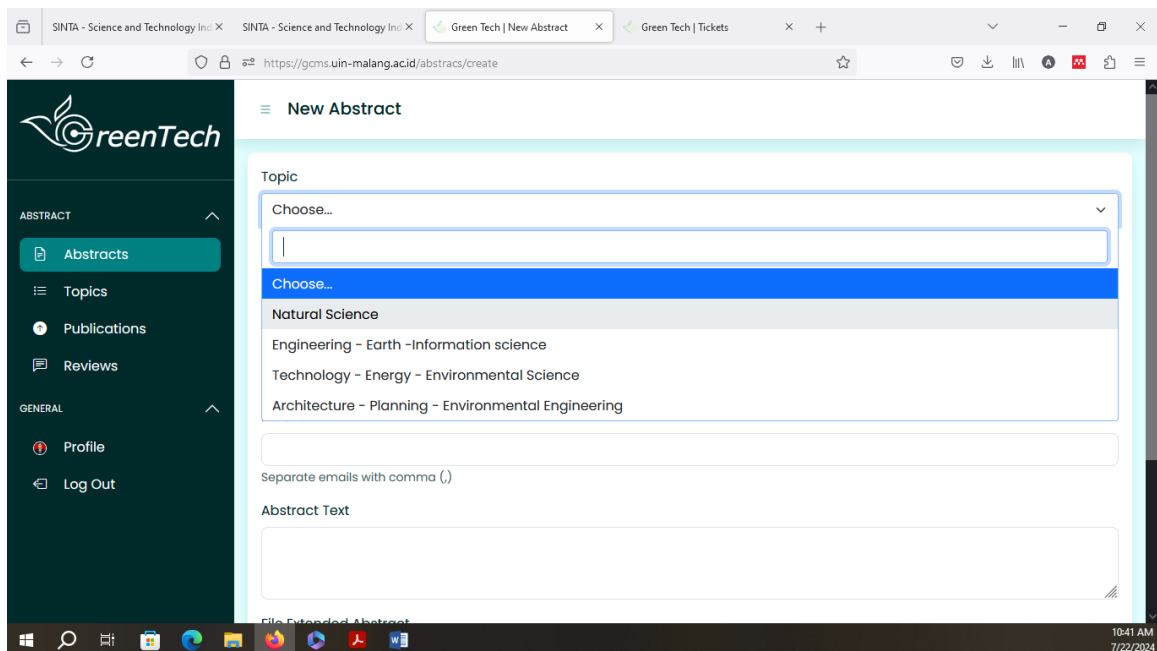 SINTA - Science and Technology Ind
SINTA - Science and Technology Ind
Green Tech | New Abstract
Green Tech | Tickets
https://gcms.uin-malang.ac.id/abstracs/create
GreenTech
New Abstract
Topic
Choose...
Choose...
Natural Science
Engineering - Earth -Information science
Technology - Energy - Environmental Science
Architecture - Planning - Environmental Engineering
Separate emails with comma (,)
Abstract Text
File Extended Abstract
ABSTRACT
Abstracts
Topics
Publications
Reviews
GENERAL
Profile
Log Out
10:41 AM
7/22/2024